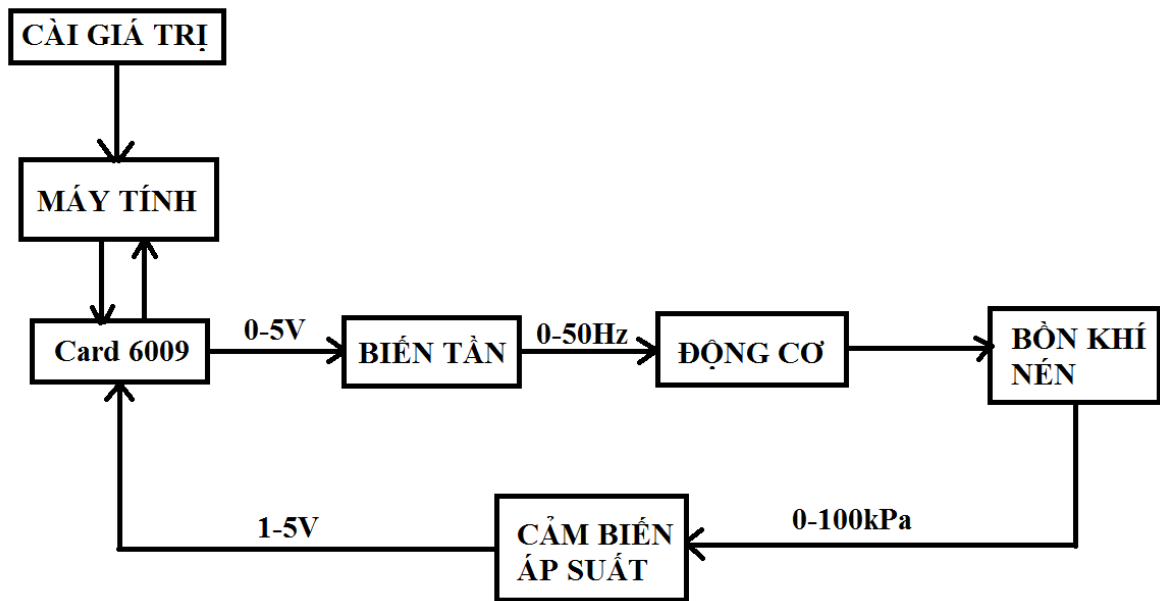 CÀI GIÁ TRỊ
MÁY TÍNH
Card 6009
0-5V
BIẾN TẦN
0-50Hz
ĐỘNG CƠ
BỒN KHÍ
NÉN
1-5V
CẢM BIẾN
ÁP SUẤT
0-100kPa